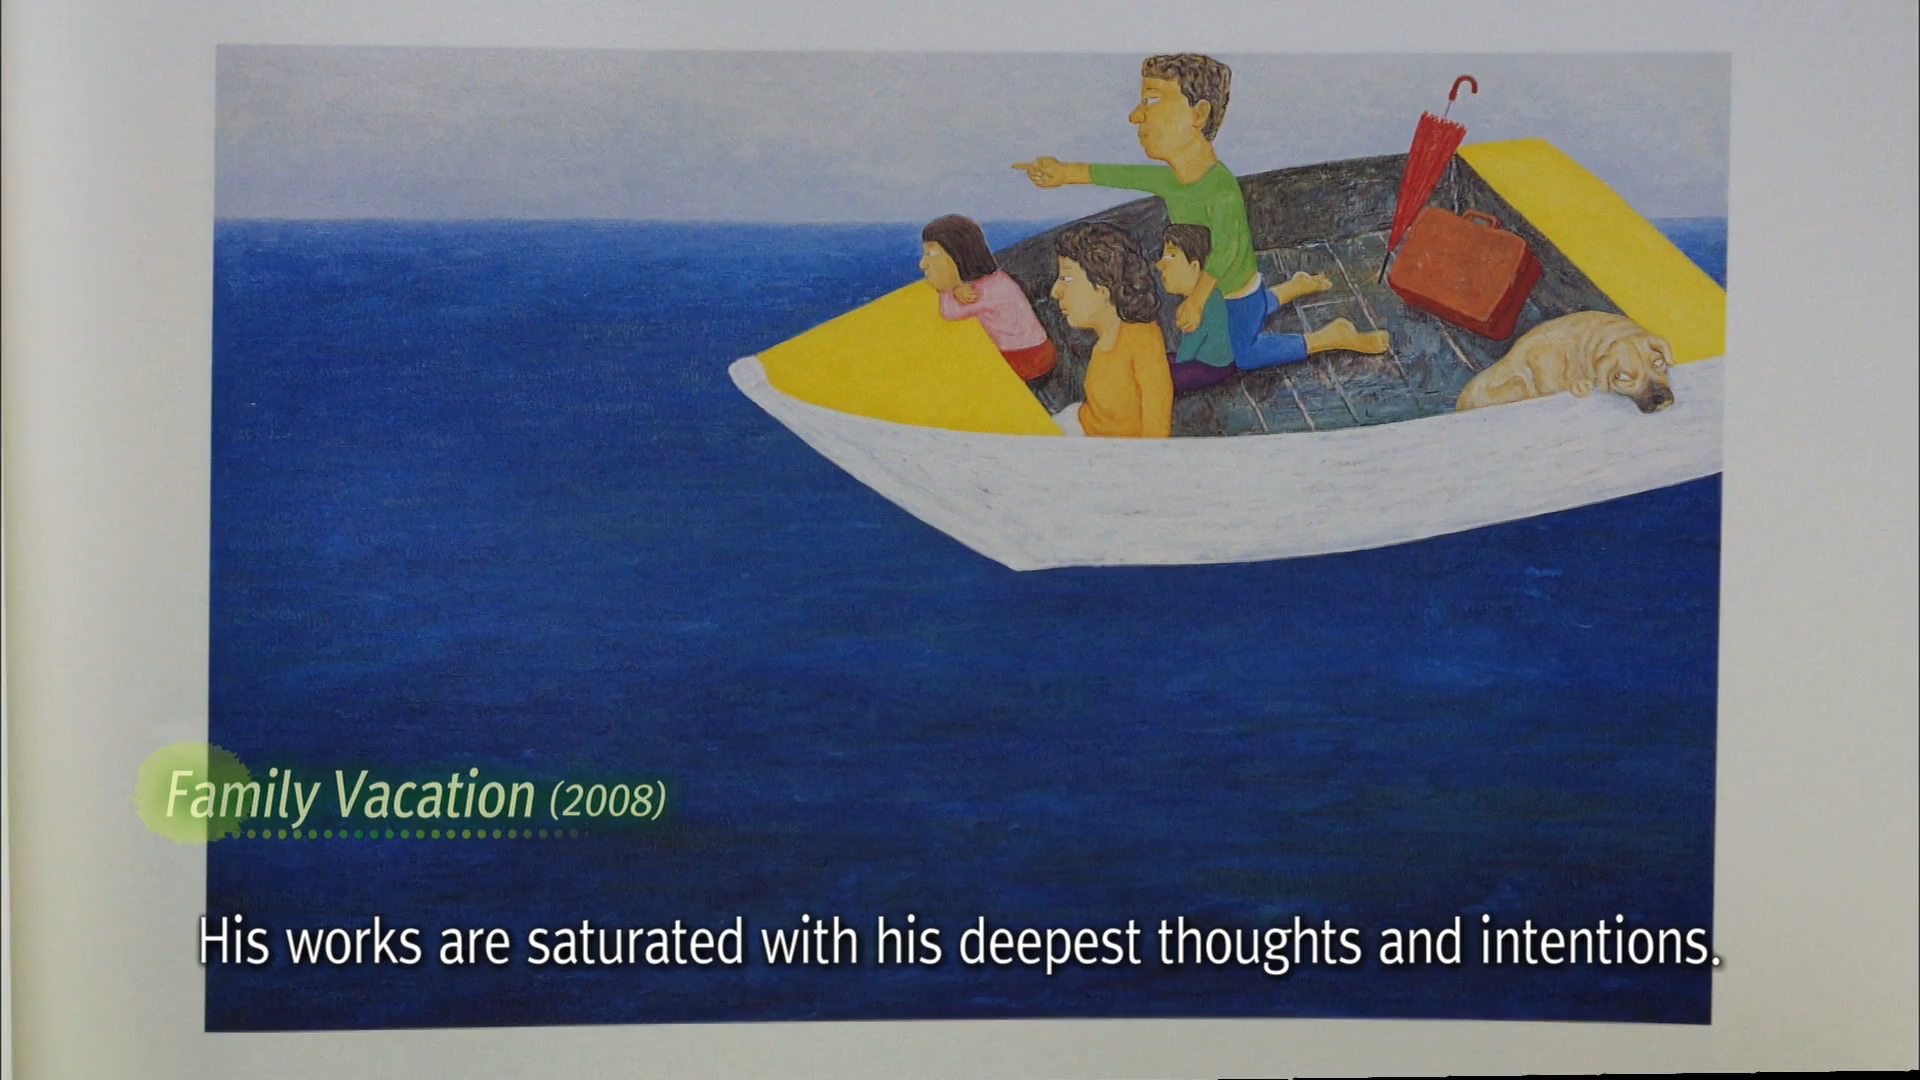 Family Vacation (2008)
His works are saturated with his deepest thoughts and intentions.